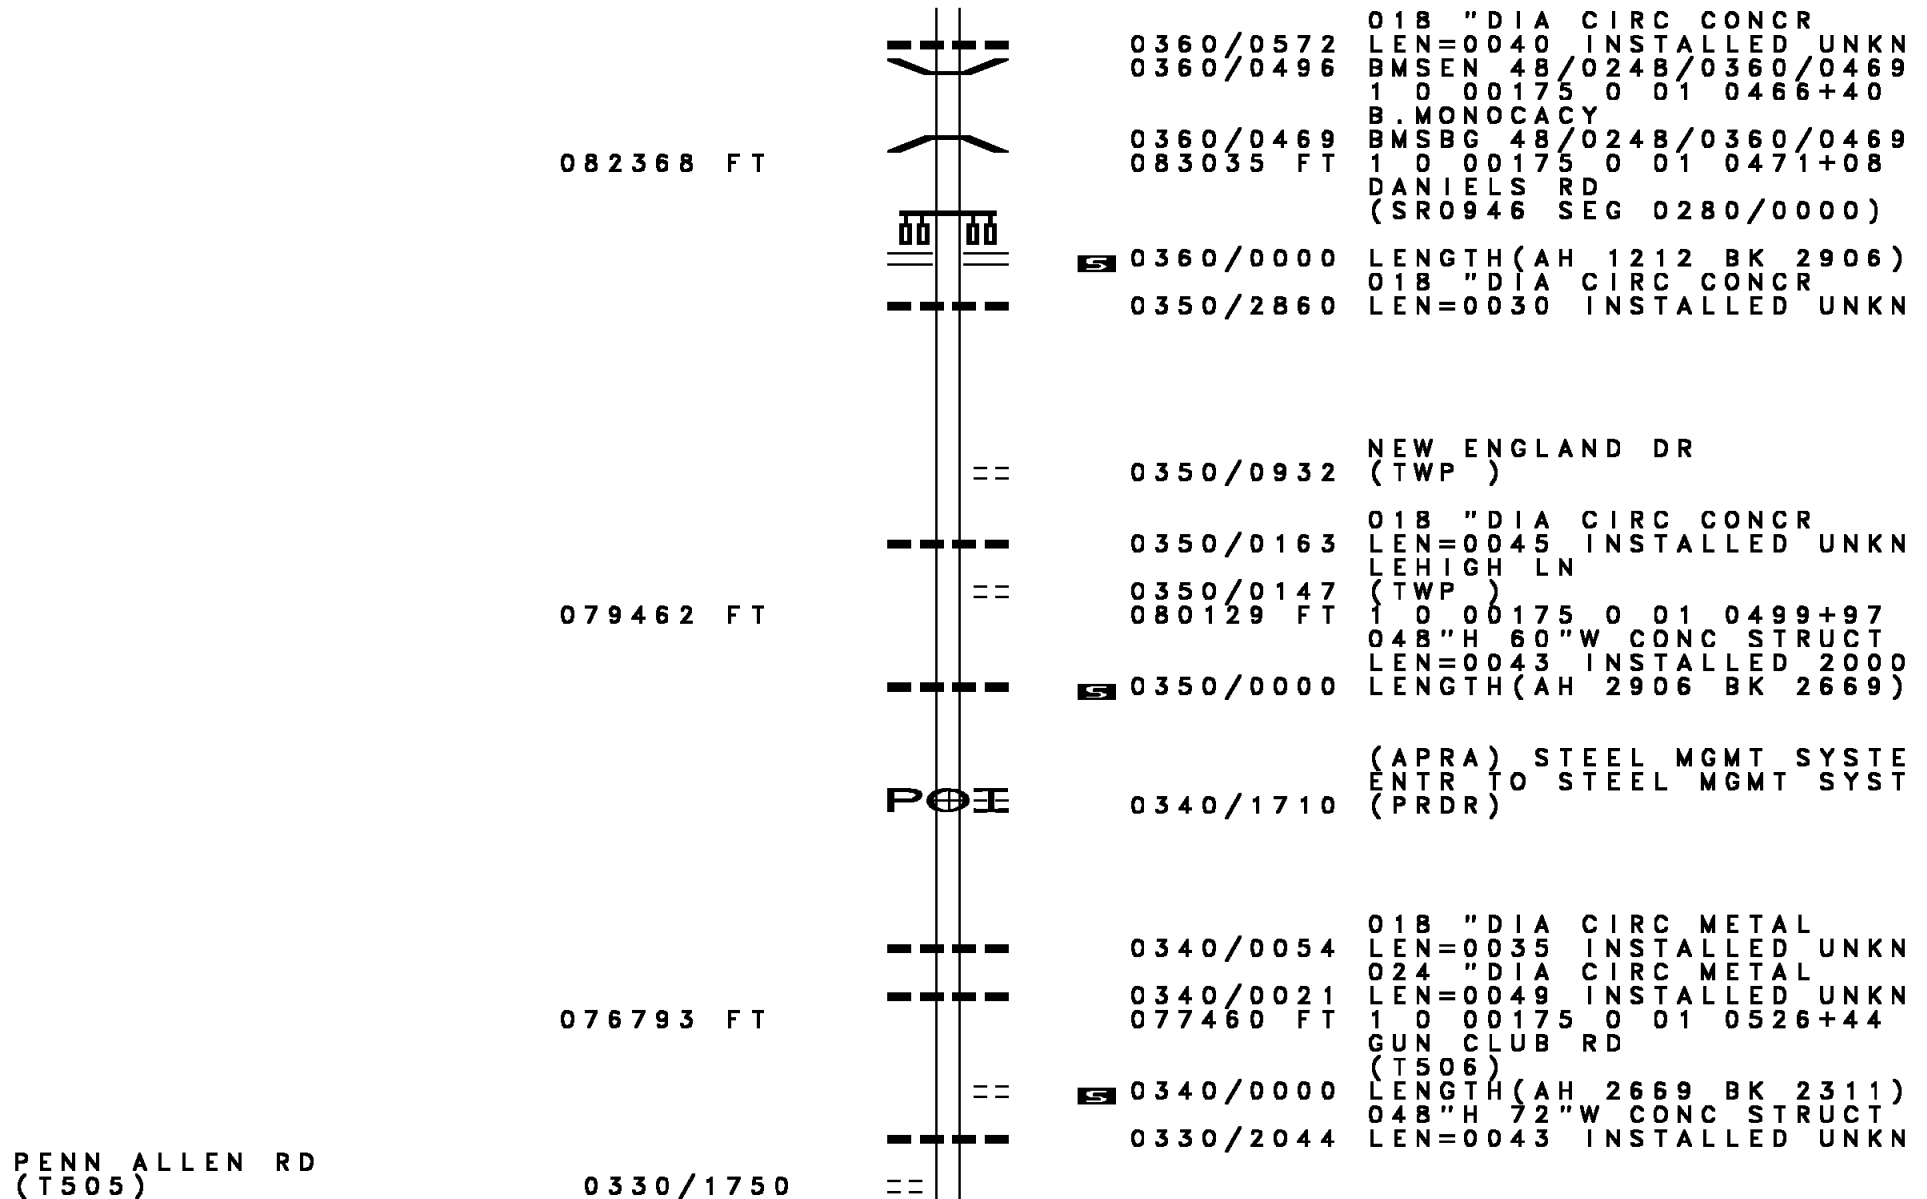 018 "DIA CIRC CONCR
0360/0572 LEN=0040 INSTALLED UNKN
0360/0496 BMSEN 48/0248/0360/0469
1 0 00175 0 01 0466+40
B.MONOCACY
0360/0469 BMSBG 48/0248/0360/0469
082368 FT 083035 FT 1 0 00175 0 01 0471+08
DANIELS RD
(SR0946 SEG 0280/0000)
S 0360/0000 LENGTH(AH 1212 BK 2906)
018 "DIA CIRC CONCR
0350/2860 LEN=0030 INSTALLED UNKN
NEW ENGLAND DR
0350/0932 (TWP )
018 "DIA CIRC CONCR
0350/0163 LEN=0045 INSTALLED UNKN
LEHIGH LN
0350/0147 (TWP )
079462 FT 080129 FT 1 0 00175 0 01 0499+97
048"H 60"W CONC STRUCT
LEN=0043 INSTALLED 2000
S 0350/0000 LENGTH(AH 2906 BK 2669)
(APRA) STEEL MGMT SYSTE
ENTR TO STEEL MGMT SYST
POI 0340/1710 (PRDR)
018 "DIA CIRC METAL
0340/0054 LEN=0035 INSTALLED UNKN
024 "DIA CIRC METAL
0340/0021 LEN=0049 INSTALLED UNKN
076793 FT 077460 FT 1 0 00175 0 01 0526+44
GUN CLUB RD
(T506)
S 0340/0000 LENGTH(AH 2669 BK 2311)
048"H 72"W CONC STRUCT
0330/2044 LEN=0043 INSTALLED UNKN
PENN ALLEN RD
(T505) 0330/1750